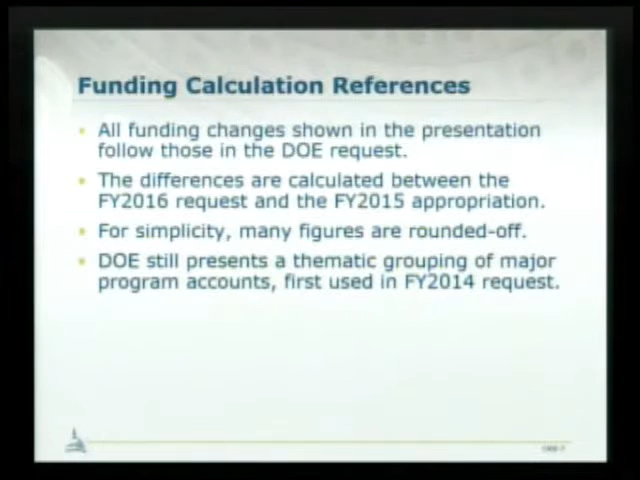 Funding Calculation References
• All funding changes shown in the presentation
follow those in the DOE request.
• The differences are calculated between the
FY2016 request and the FY2015 appropriation.
• For simplicity, many figures are rounded-off.
• DOE still presents a thematic grouping of major
program accounts, first used in FY2014 request.